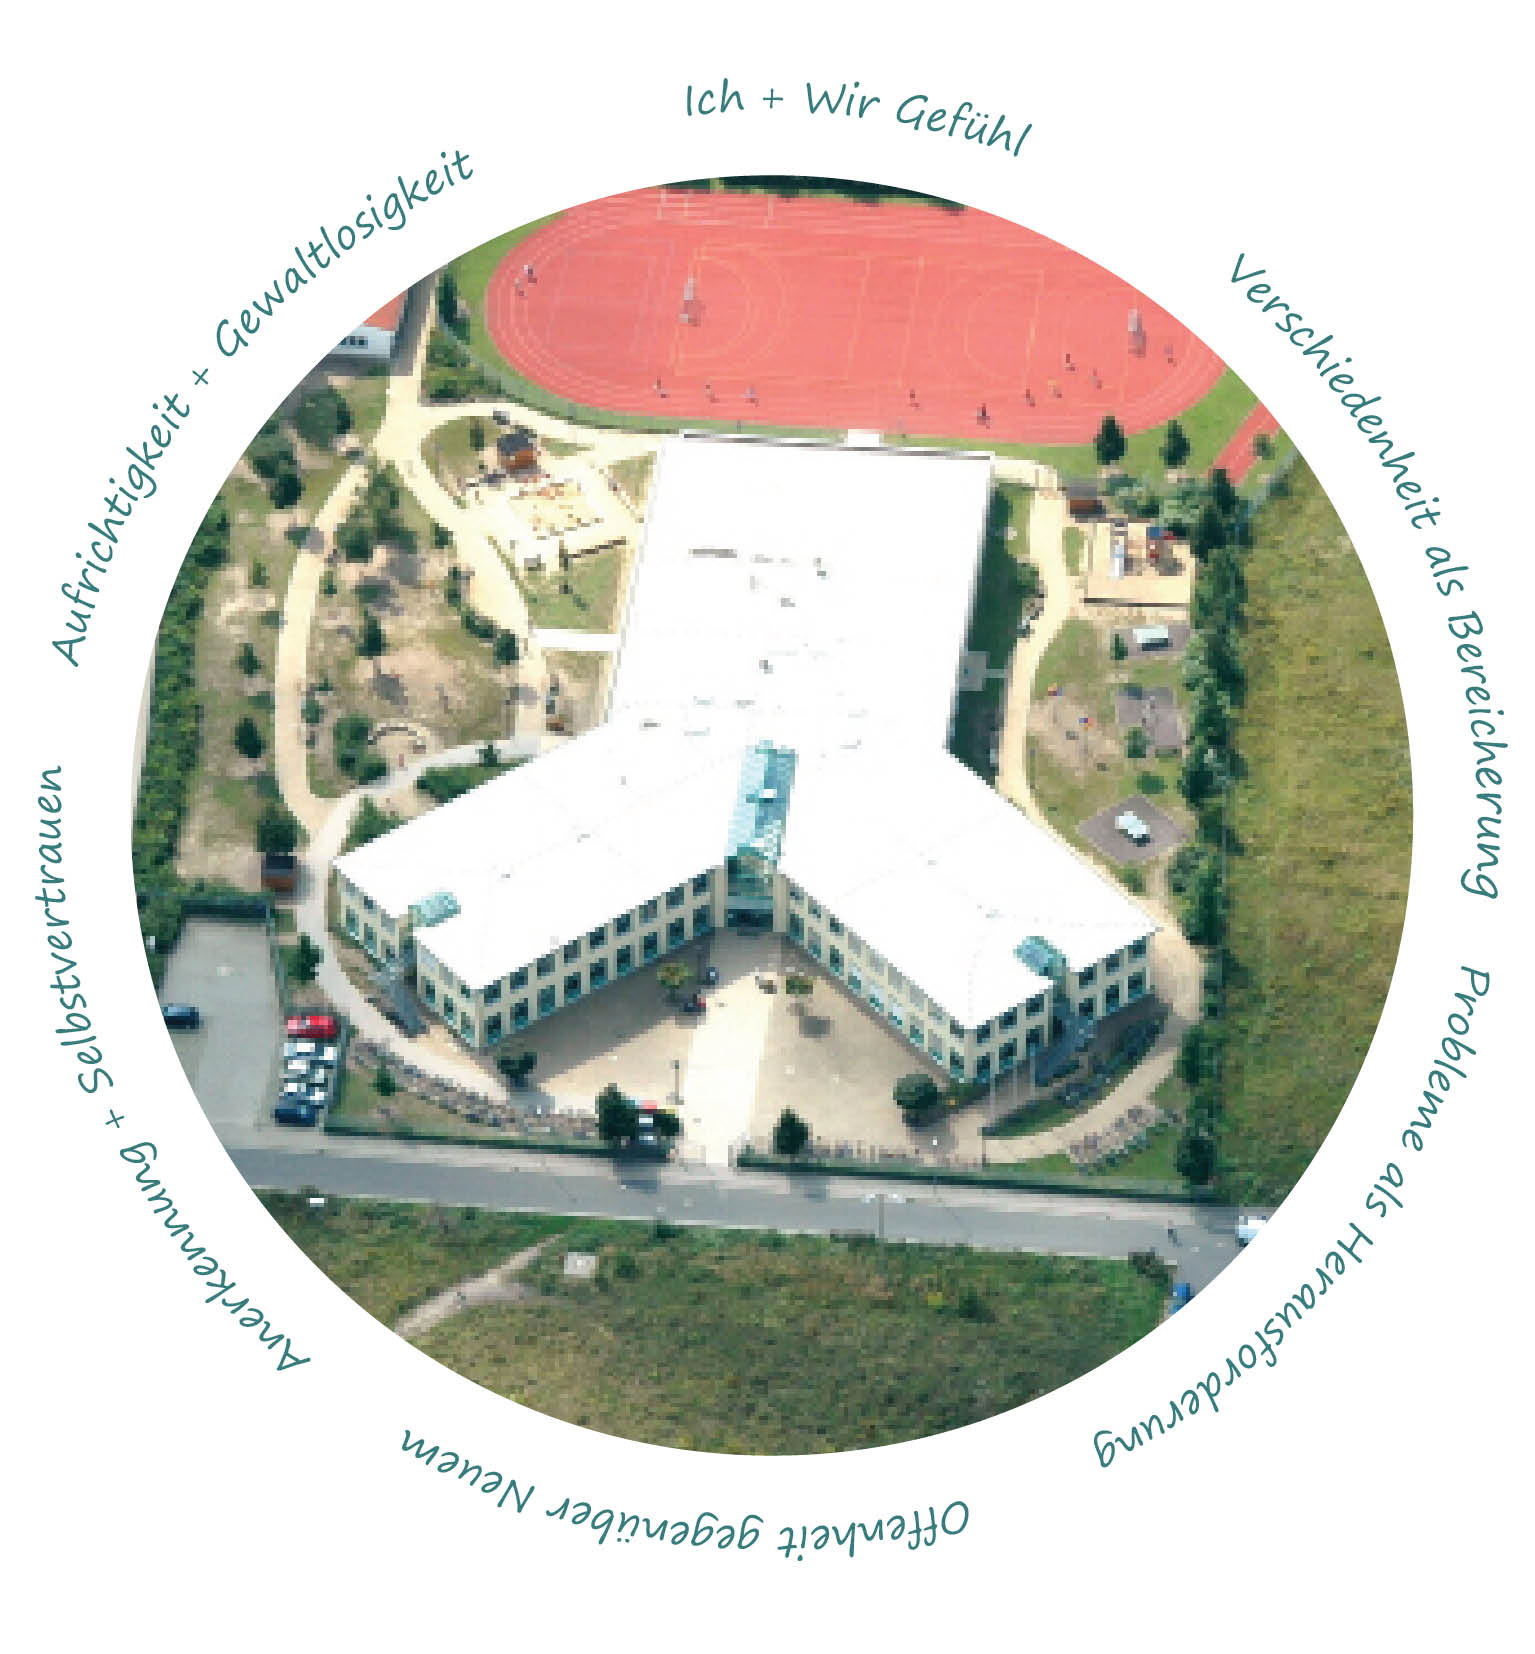 Ich + Wir Gefühl
Verschiedenheit als Bereicherung
Probleme als Herausforderung
Offenheit gegenüber Neuem
Anerkennung + Selbstvertrauen
Aufrichtigkeit + Gewaltlosigkeit